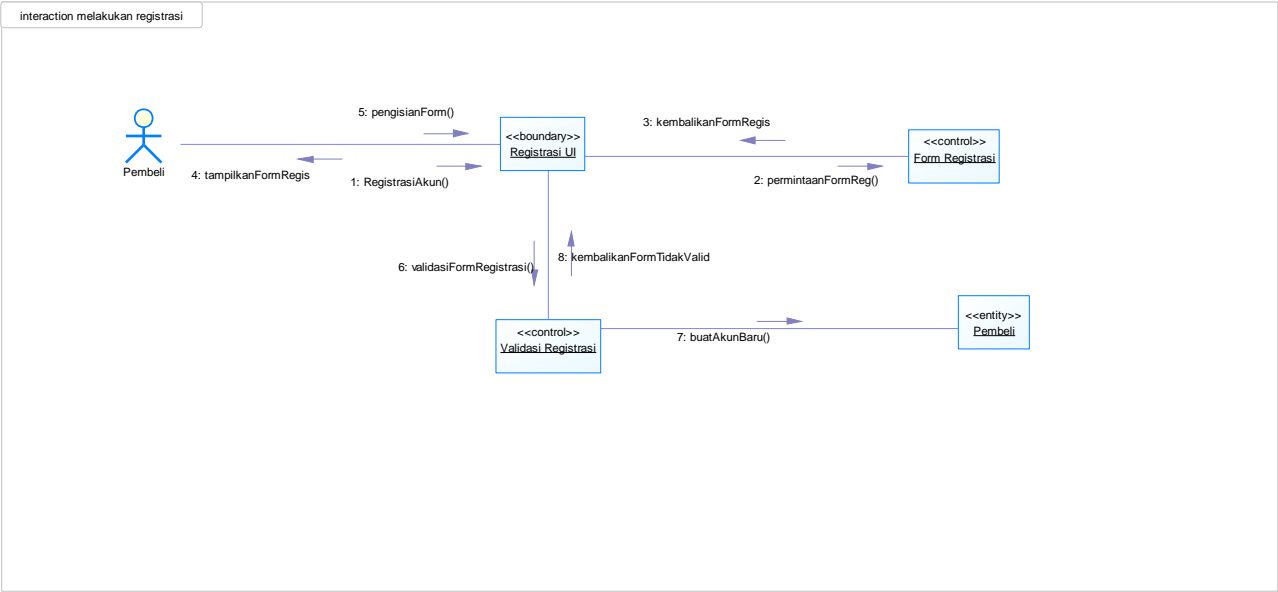 interaction melakukan registrasi
5: pengisianForm()
3: kembalikanFormRegis
<<boundary>>
Registrasi UI
<<control>>
Form Registrasi
Pembeli
4: tampilkanFormRegis
1: RegistrasiAkun()
2: permintaanFormReg()
6: validasiFormRegistrasi()
8: kembalikanFormTidakValid
<<control>>
Validasi Registrasi
7: buatAkunBaru()
<<entity>>
Pembeli